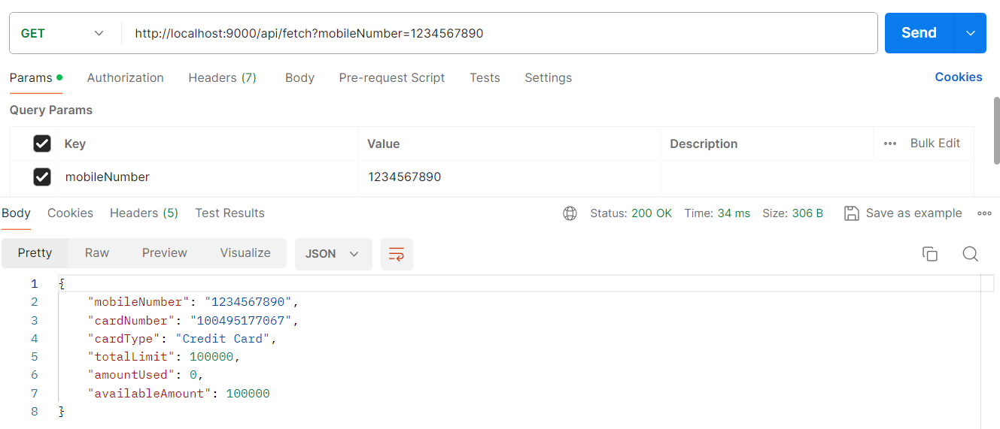 GET http://localhost:9000/api/fetch?mobileNumber=1234567890 Send
Params Authorization Headers (7) Body Pre-request Script Tests Settings Cookies
Query Params
Key Value Description Bulk Edit
mobileNumber 1234567890
Body Cookies Headers (5) Test Results Status: 200 OK Time: 34 ms Size: 306 B Save as example
Pretty Raw Preview Visualize JSON
1 {
2 "mobileNumber": "1234567890",
3 "cardNumber": "100495177067",
4 "cardType": "Credit Card",
5 "totalLimit": 100000,
6 "amountUsed": 0,
7 "availableAmount": 100000
8 }